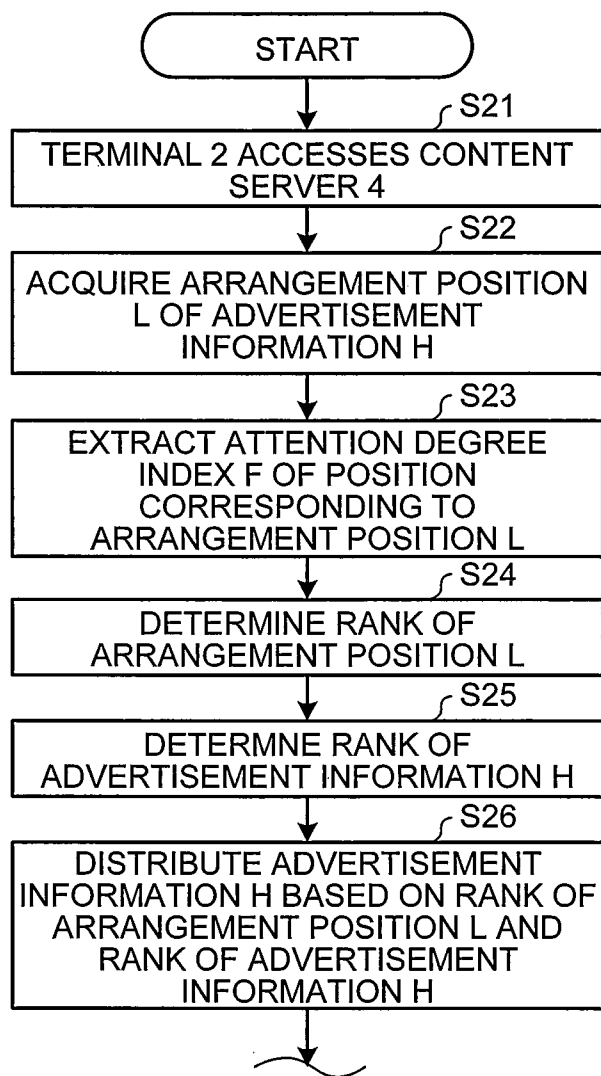 START
S21
TERMINAL 2 ACCESSES CONTENT
SERVER 4
S22
ACQUIRE ARRANGEMENT POSITION
L OF ADVERTISEMENT
INFORMATION H
S23
EXTRACT ATTENTION DEGREE
INDEX F OF POSITION
CORRESPONDING TO
ARRANGEMENT POSITION L
S24
DETERMINE RANK OF
ARRANGEMENT POSITION L
S25
DETERMNE RANK OF
ADVERTISEMENT INFORMATION H
S26
DISTRIBUTE ADVERTISEMENT
INFORMATION H BASED ON RANK OF
ARRANGEMENT POSITION L AND
RANK OF ADVERTISEMENT
INFORMATION H